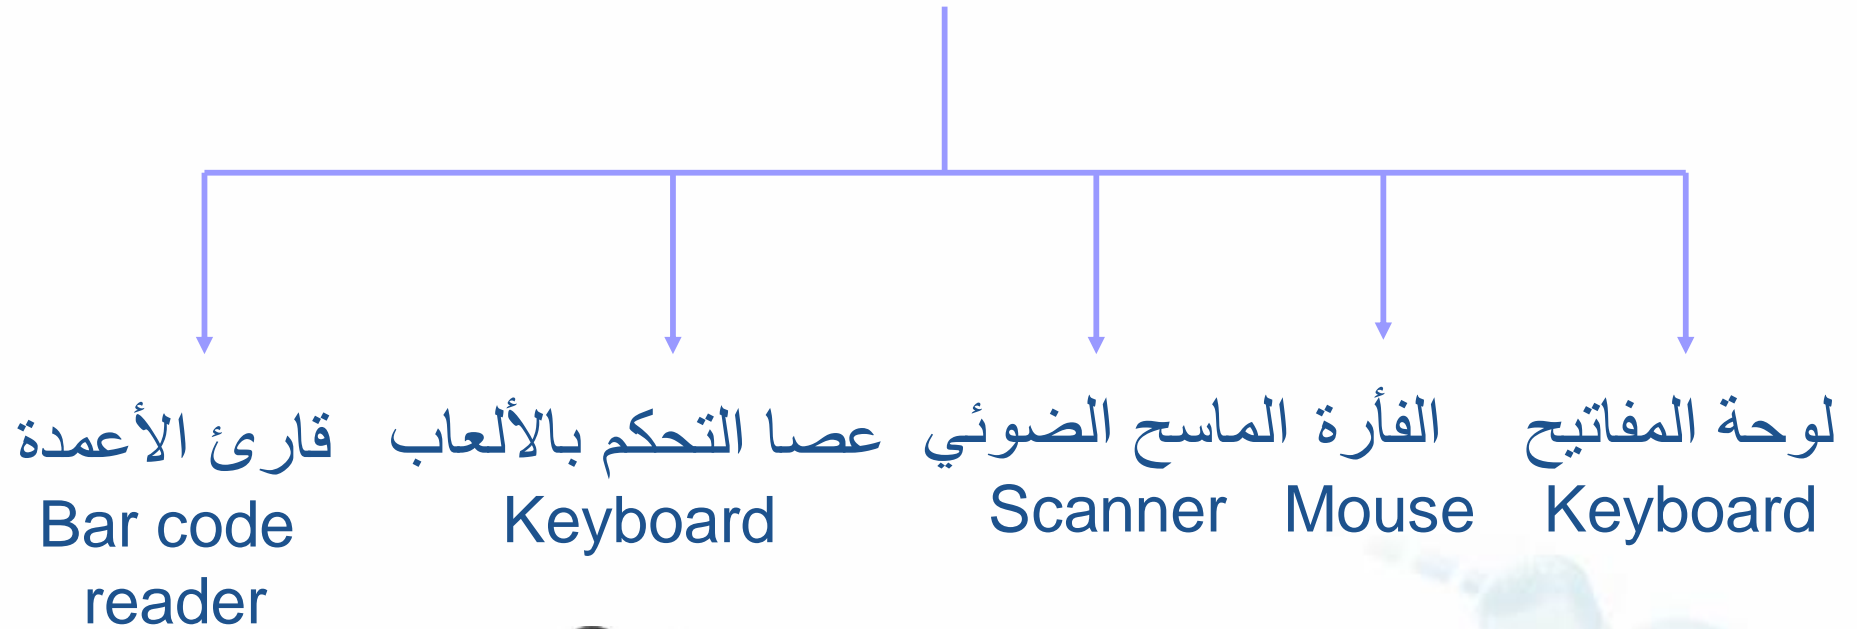 لوحة المفاتيح
Keyboard
الفأرة
Mouse
الماسح الضوئي
Scanner
عصا التحكم بالألعاب
Keyboard
قارئ الأعمدة
Bar code
reader